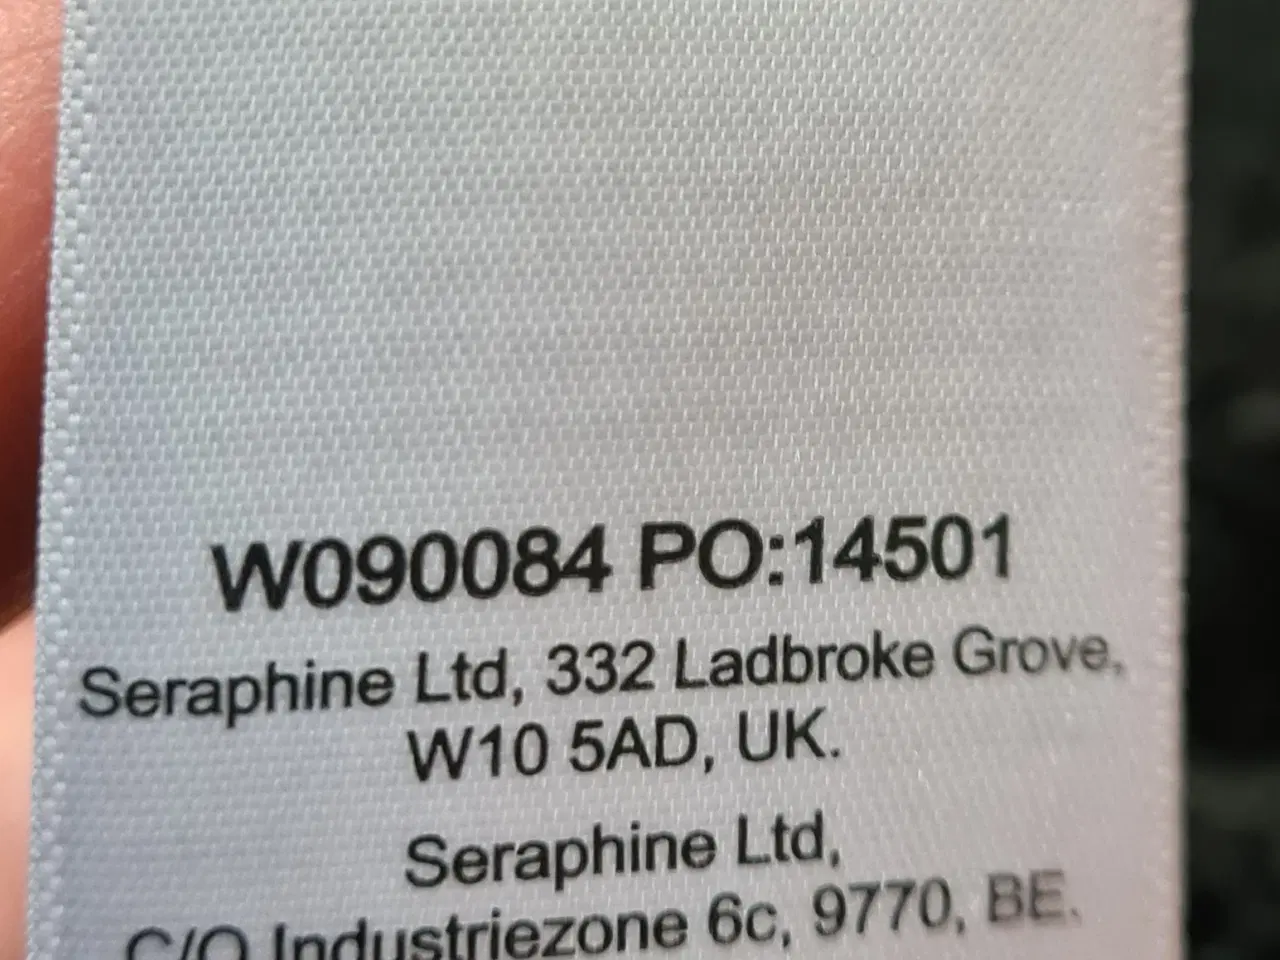 W090084 PO:14501
Seraphine Ltd, 332 Ladbroke Grove,
W10 5AD, UK.
Seraphine Ltd,
C/O Industriezone 6c, 9770, BE.